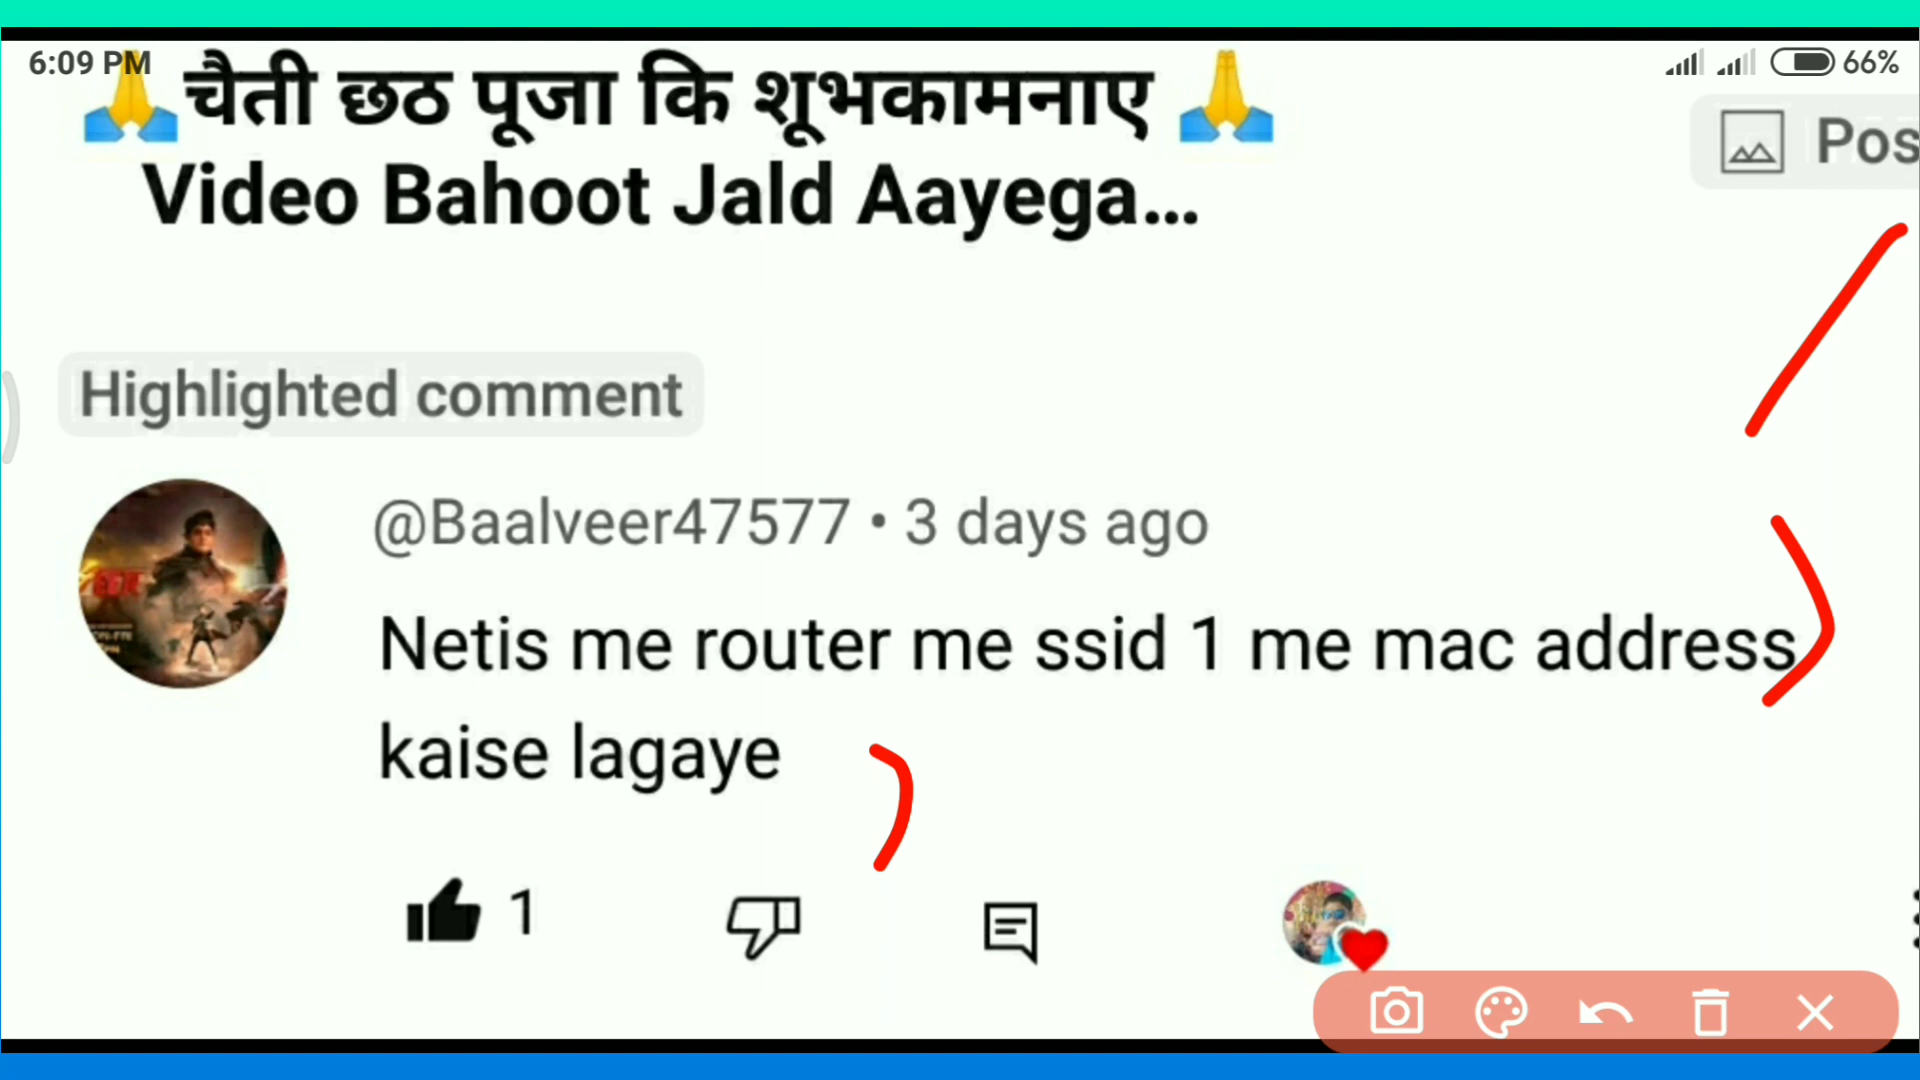 6:09 PM
66%
🙏चैती छठ पूजा कि शूभकामनाए 🙏
Video Bahoot Jald Aayega...
Pos
Highlighted comment
@Baalveer47577 • 3 days ago
Netis me router me ssid 1 me mac address
kaise lagaye
1